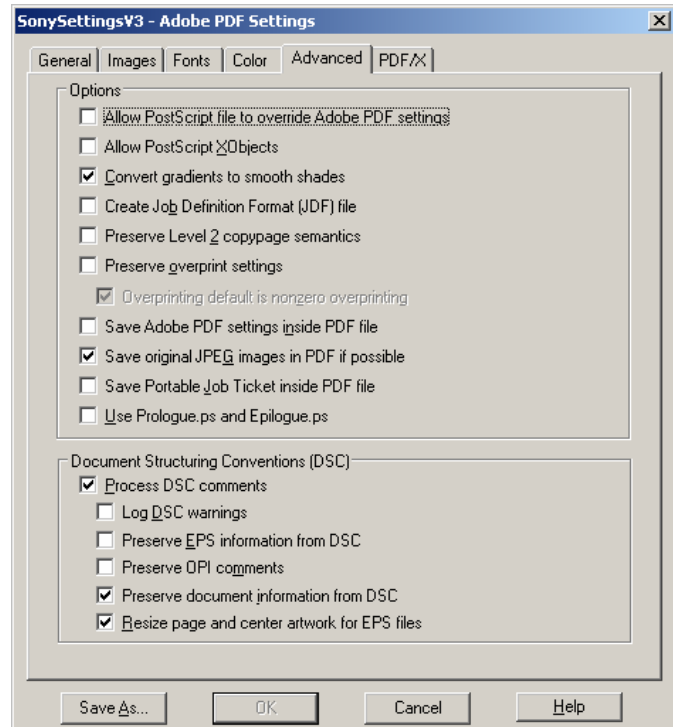 SonySettingsV3 - Adobe PDF Settings
General Images Fonts Color Advanced PDF/X
Options
Allow PostScript file to override Adobe PDF settings
Allow PostScript XObjects
Convert gradients to smooth shades
Create Job Definition Format (JDF) file
Preserve Level 2 copypage semantics
Preserve overprint settings
Overprinting default is nonzero overprinting
Save Adobe PDF settings inside PDF file
Save original JPEG images in PDF if possible
Save Portable Job Ticket inside PDF file
Use Prologue.ps and Epilogue.ps
Document Structuring Conventions (DSC)
Process DSC comments
Log DSC warnings
Preserve EPS information from DSC
Preserve OPI comments
Preserve document information from DSC
Resize page and center artwork for EPS files
Save As... OK Cancel Help